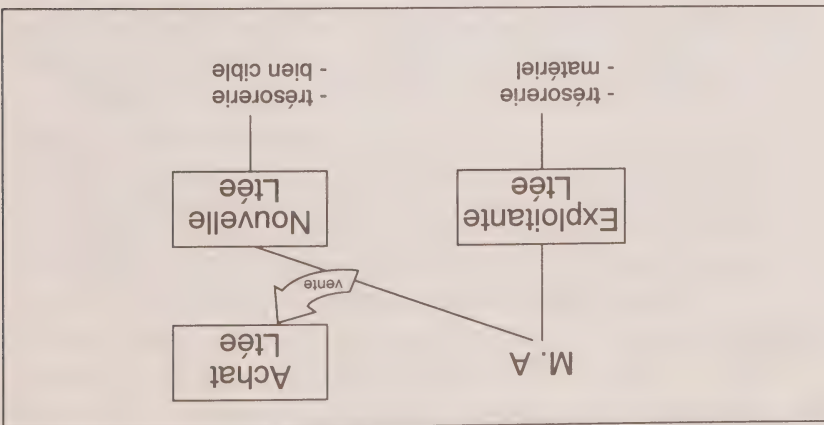 M. A
Achat
Ltée
vente
Exploitante
Ltée
Nouvelle
Ltée
- trésorerie
- matériel
- trésorerie
- bien cible